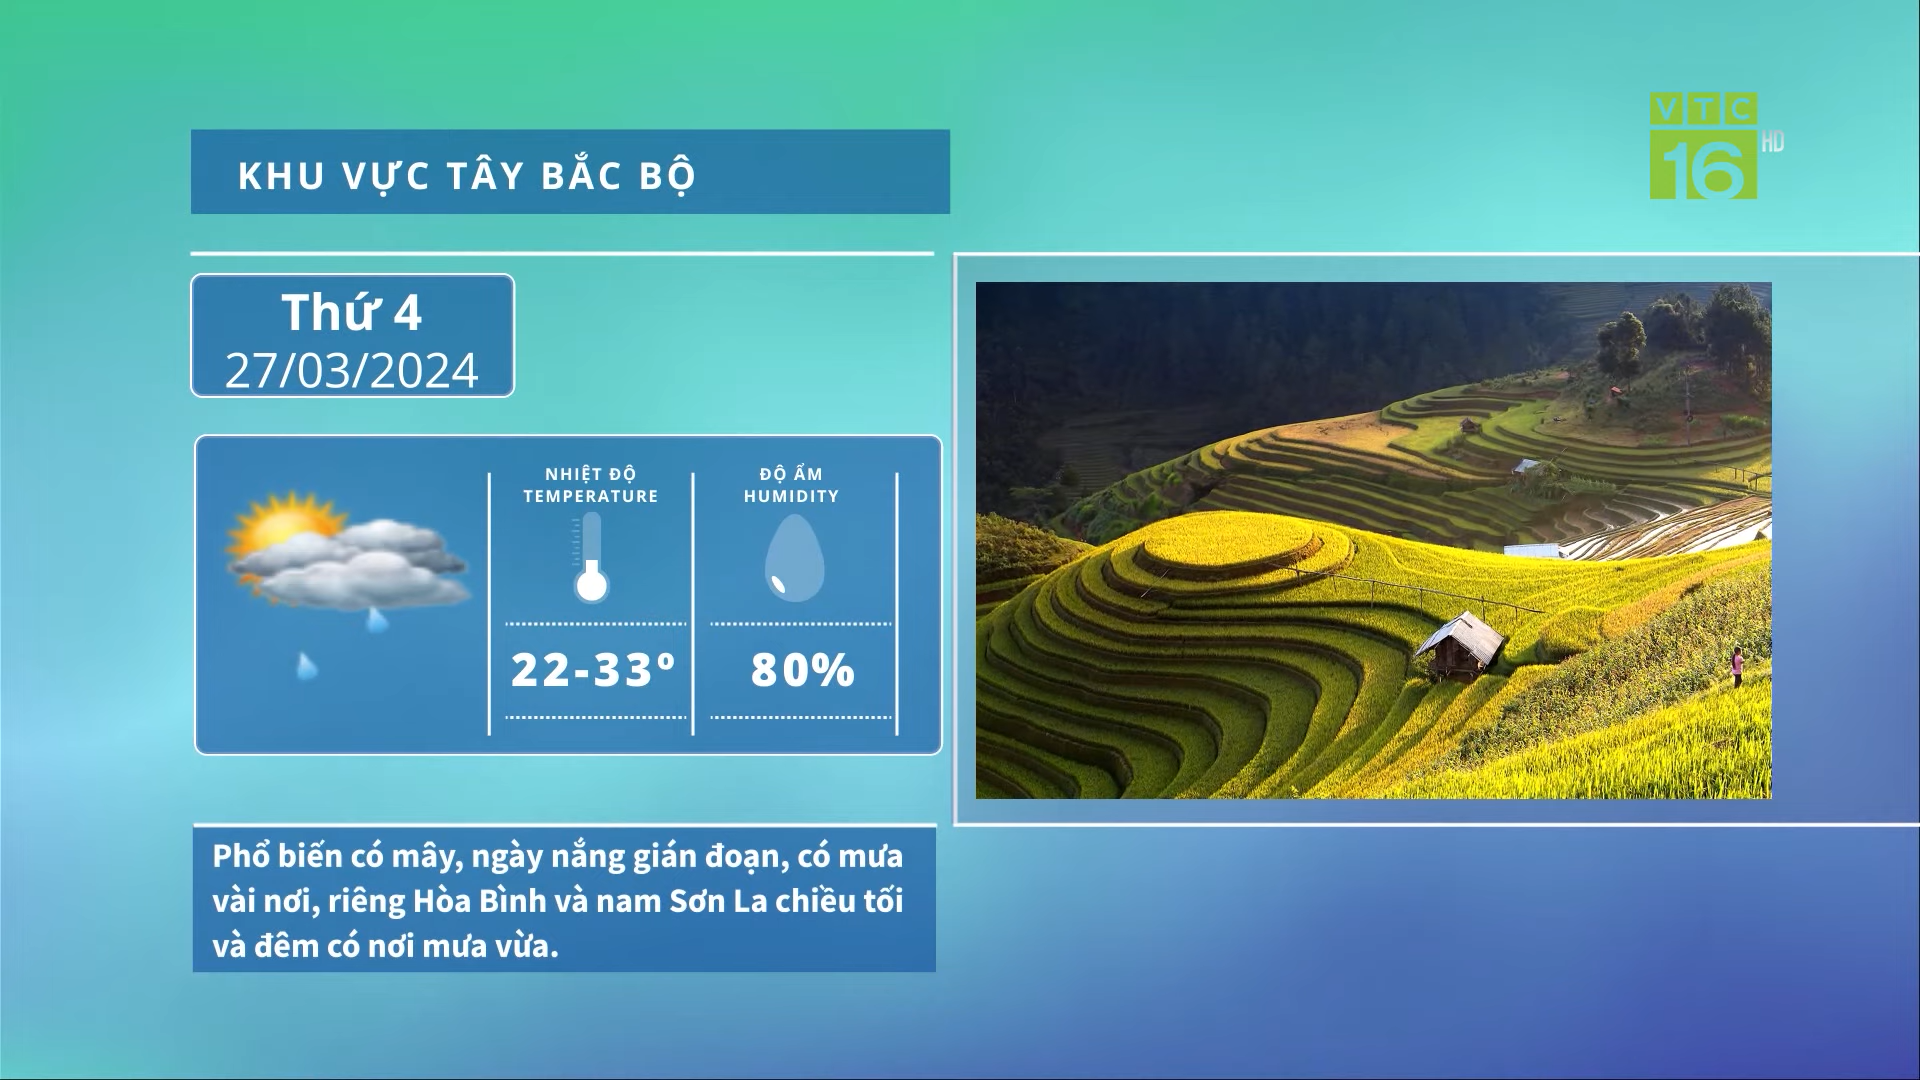 KHU VỰC TÂY BẮC BỘ
VTC
16 HD
Thứ 4
27/03/2024
NHIỆT ĐỘ
TEMPERATURE
22-33°
ĐỘ ẨM
HUMIDITY
80%
Phổ biến có mây, ngày nắng gián đoạn, có mưa
vài nơi, riêng Hòa Bình và nam Sơn La chiều tối
và đêm có nơi mưa vừa.